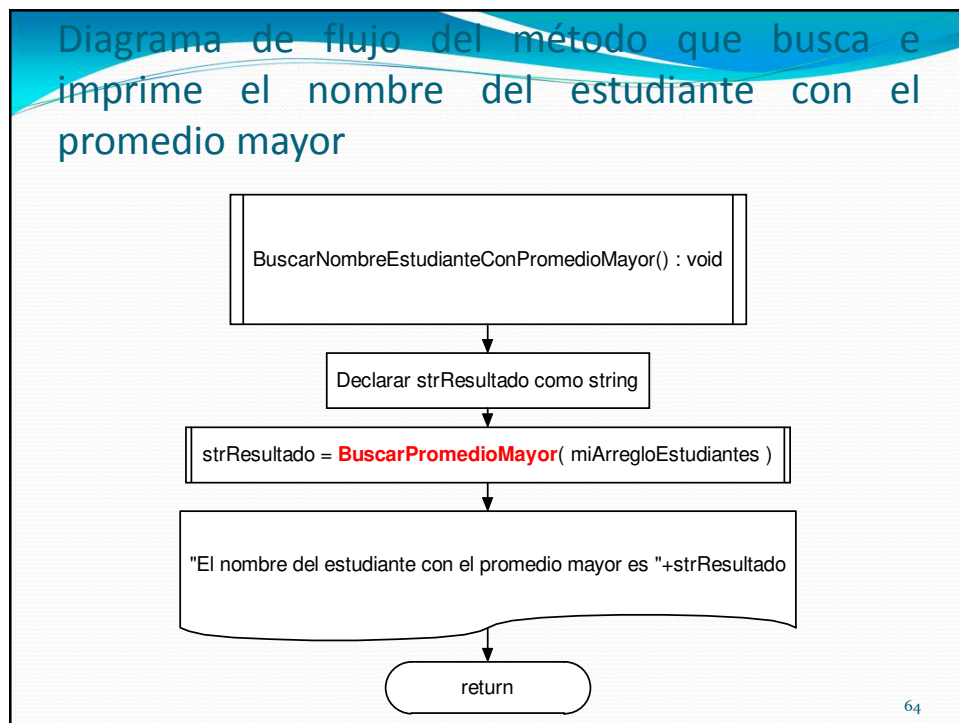 Diagrama de flujo del método que busca e
imprime el nombre del estudiante con el
promedio mayor
BuscarNombreEstudianteConPromedioMayor() : void
Declarar strResultado como string
strResultado = BuscarPromedioMayor( miArregloEstudiantes )
"El nombre del estudiante con el promedio mayor es "+strResultado
return
64